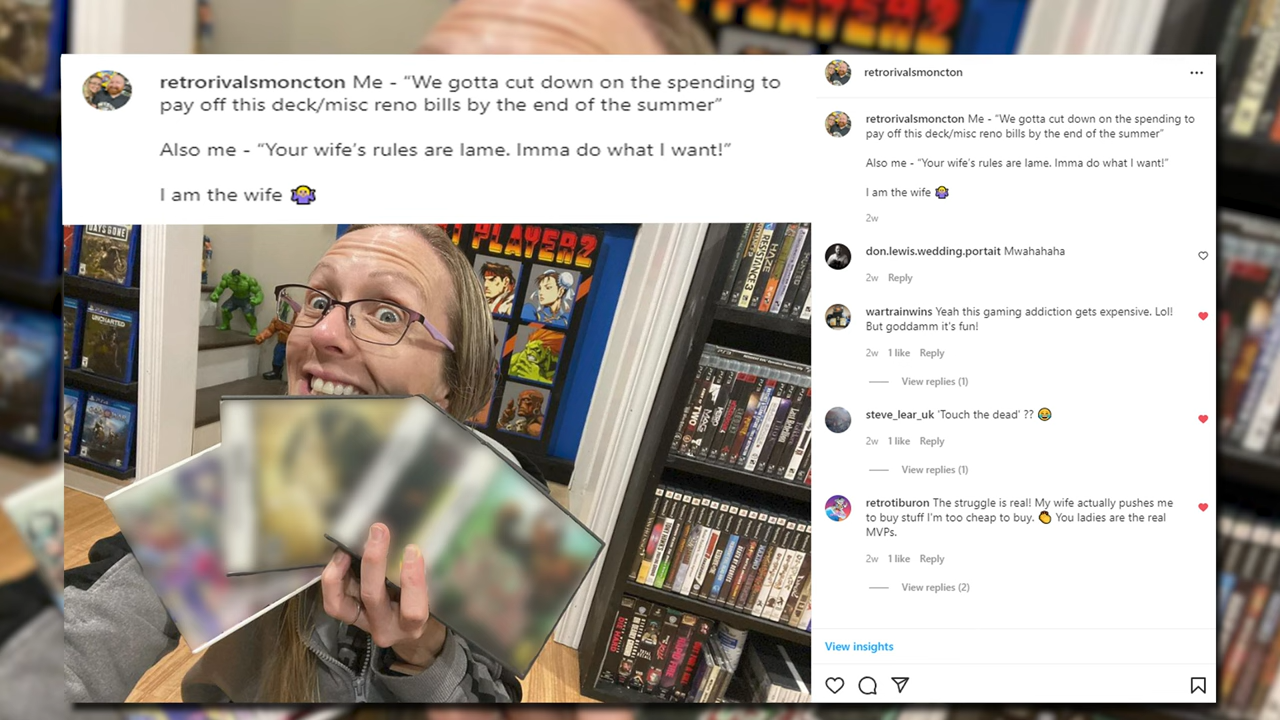 retrorivalsmoncton Me - “We gotta cut down on the spending to
pay off this deck/misc reno bills by the end of the summer”
Also me - “Your wife’s rules are lame. Imma do what I want!”
I am the wife 🤷‍♀️
DAYS GONE
UNCHARTED
PLAYER2
HAZE
RESISTANCE 3
retrorivalsmoncton
retrorivalsmoncton Me - “We gotta cut down on the spending to
pay off this deck/misc reno bills by the end of the summer”
Also me - “Your wife’s rules are lame. Imma do what I want!”
I am the wife 🤷‍♀️
2w
don.lewis.wedding.portait Mwahahaha
2w Reply
wartrainwins Yeah this gaming addiction gets expensive. Lol!
But goddamm it's fun!
2w 1 like Reply
View replies (1)
steve_lear_uk 'Touch the dead' ?? 😂
2w 1 like Reply
View replies (1)
retrotiburon The struggle is real! My wife actually pushes me
to buy stuff I'm too cheap to buy. 👏 You ladies are the real
MVPs.
2w 1 like Reply
View replies (2)
View insights